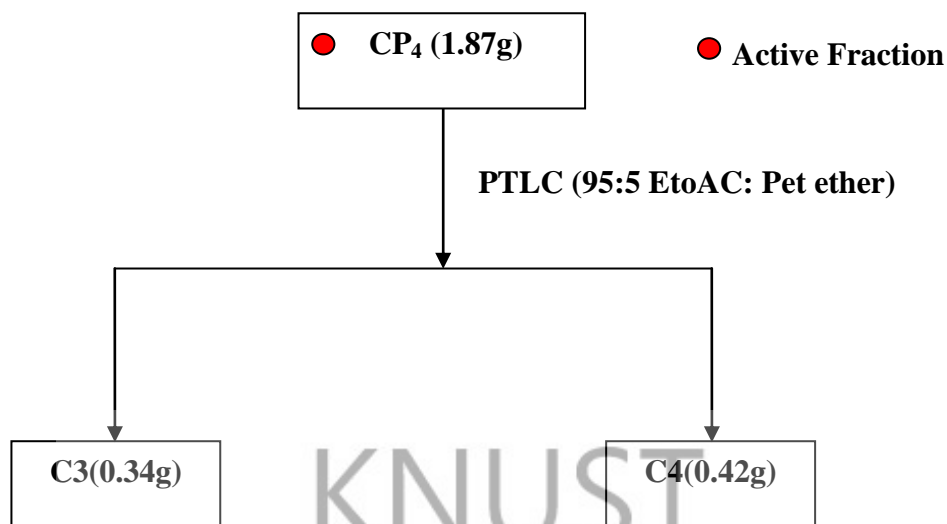 CP₄ (1.87g)
Active Fraction
PTLC (95:5 EtoAC: Pet ether)
C3(0.34g)
C4(0.42g)
KNUST